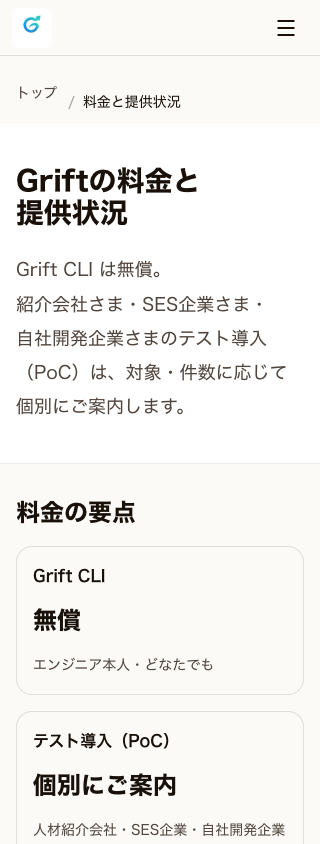 トップ
/ 料金と提供状況
Griftの料金と
提供状況
Grift CLI は無償。
紹介会社さま・SES企業さま・
自社開発企業さまのテスト導入
（PoC）は、対象・件数に応じて
個別にご案内します。
料金の要点
Grift CLI
無償
エンジニア本人・どなたでも
テスト導入（PoC）
個別にご案内
人材紹介会社・SES企業・自社開発企業